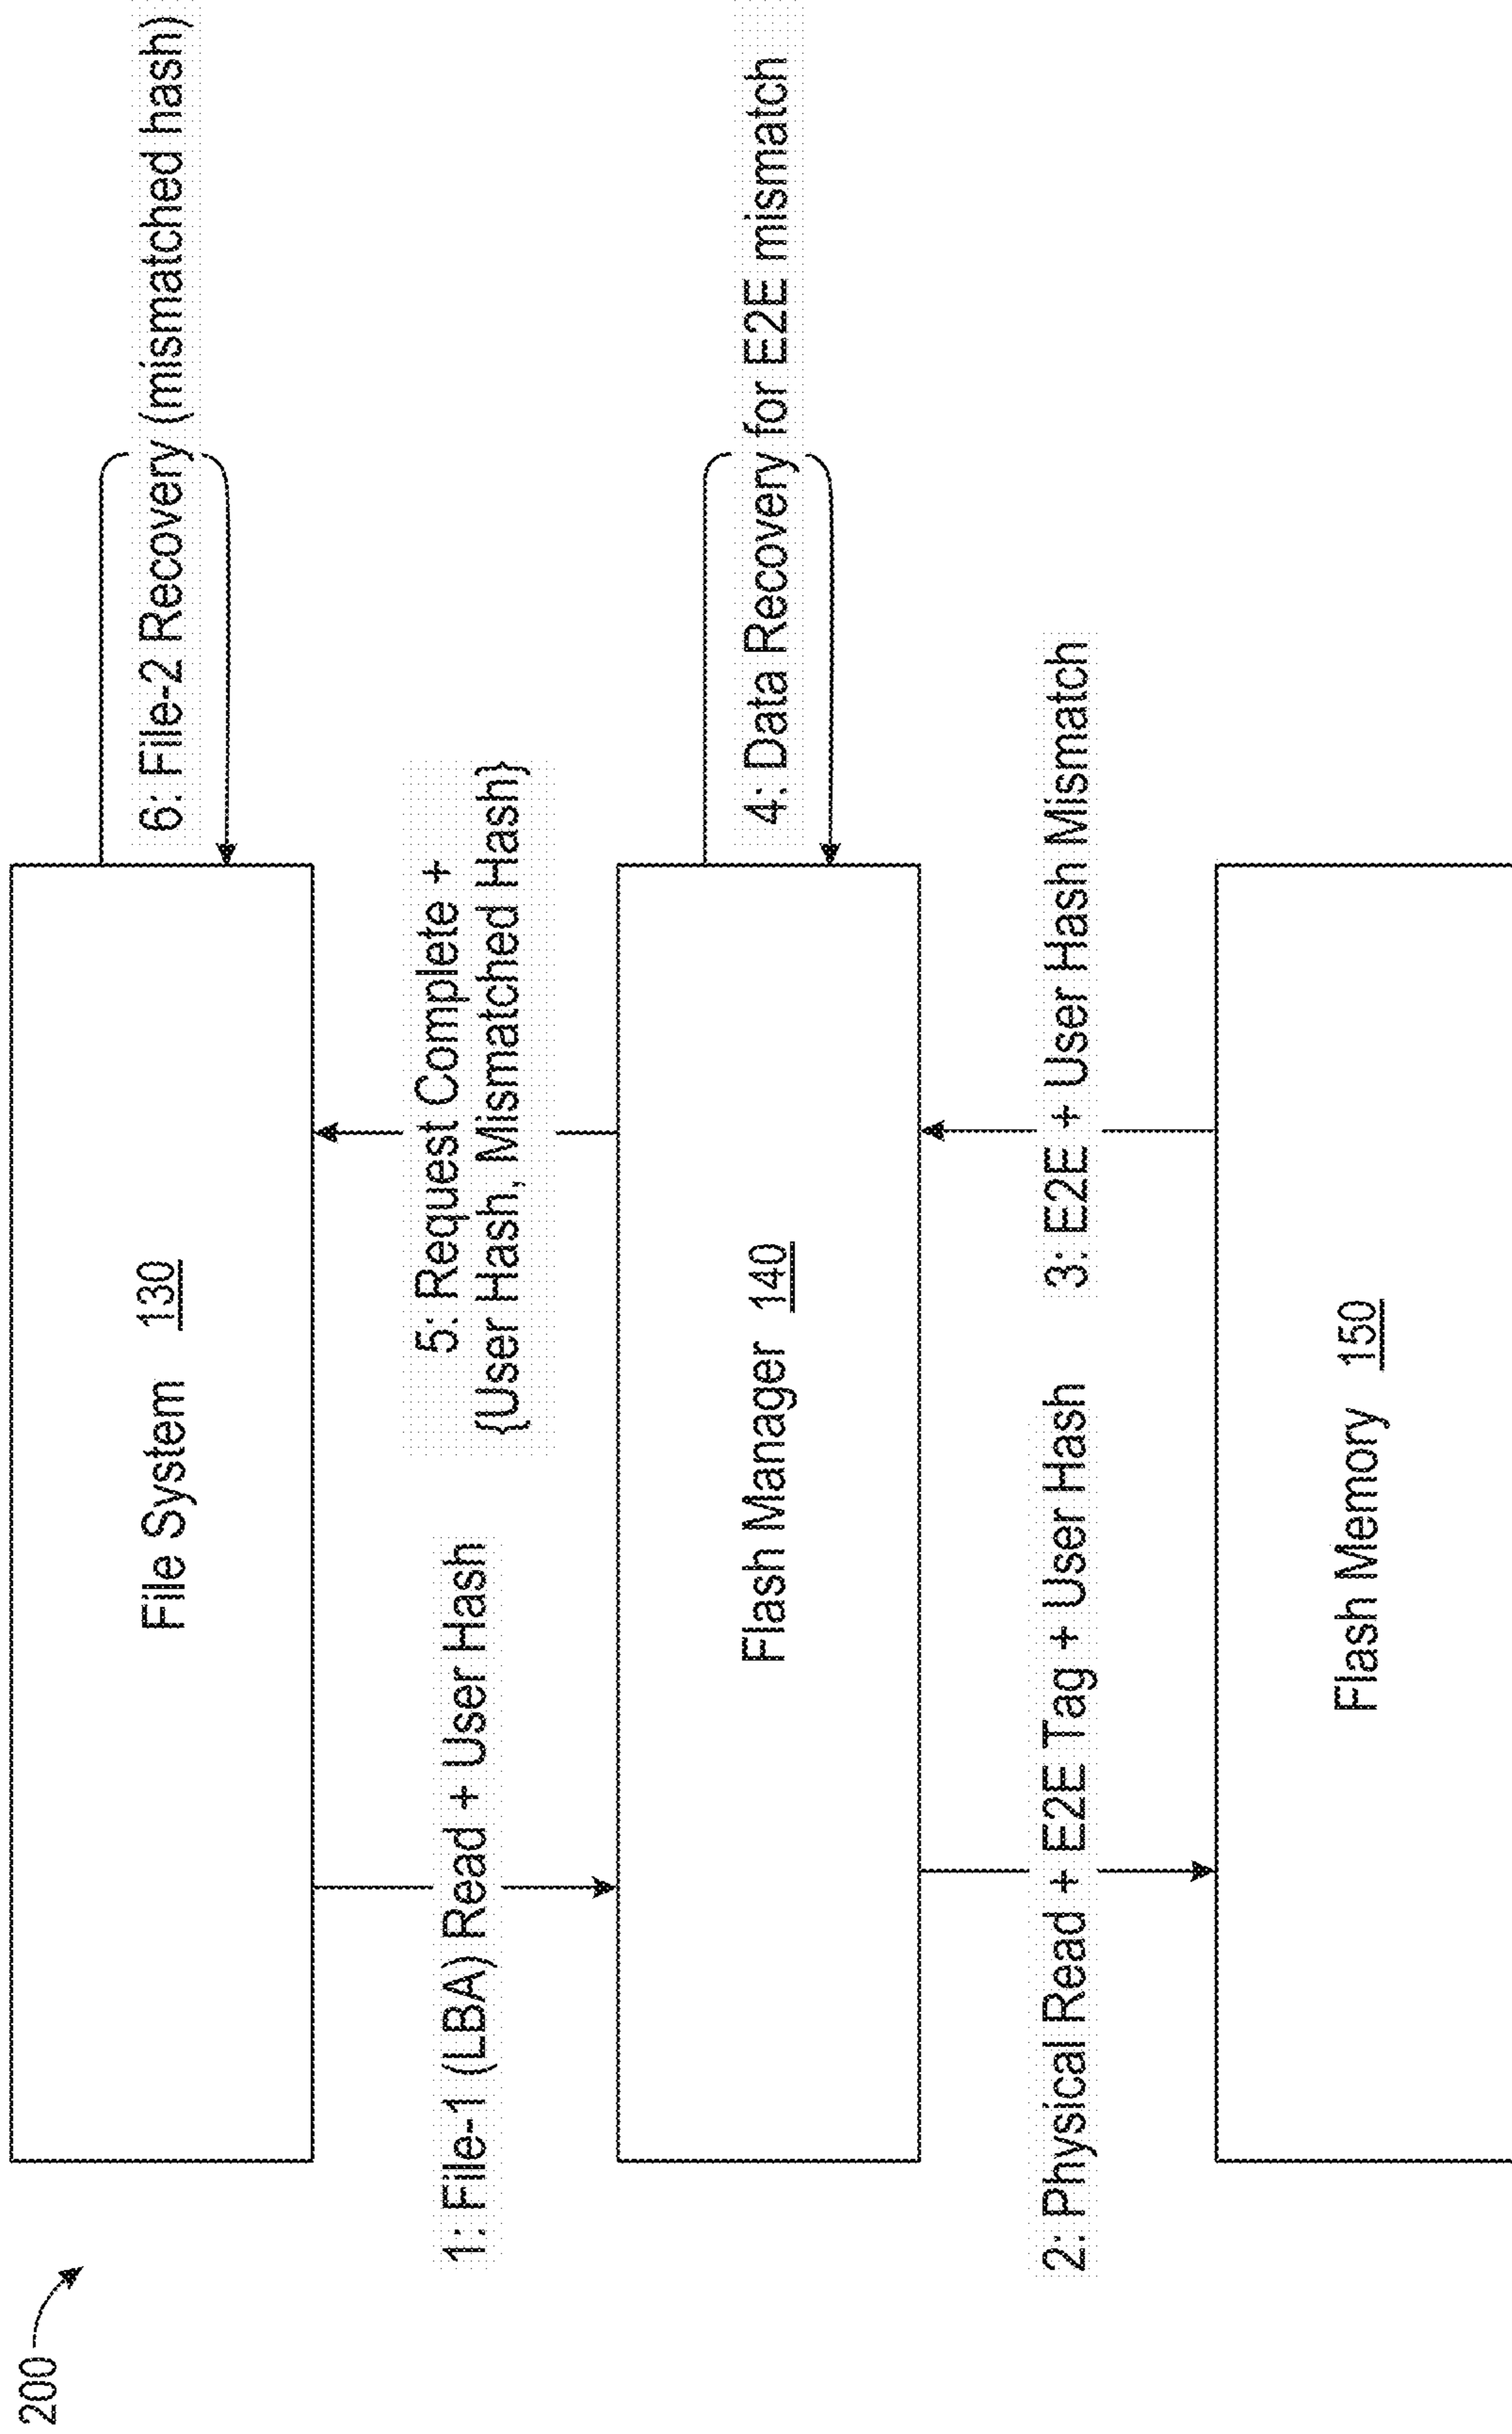 200
File System 130
6: File-2 Recovery (mismatched hash)
1: File-1 (LBA) Read + User Hash
5: Request Complete +
{User Hash, Mismatched Hash}
Flash Manager 140
4: Data Recovery for E2E mismatch
2: Physical Read + E2E Tag + User Hash
3: E2E + User Hash Mismatch
Flash Memory 150